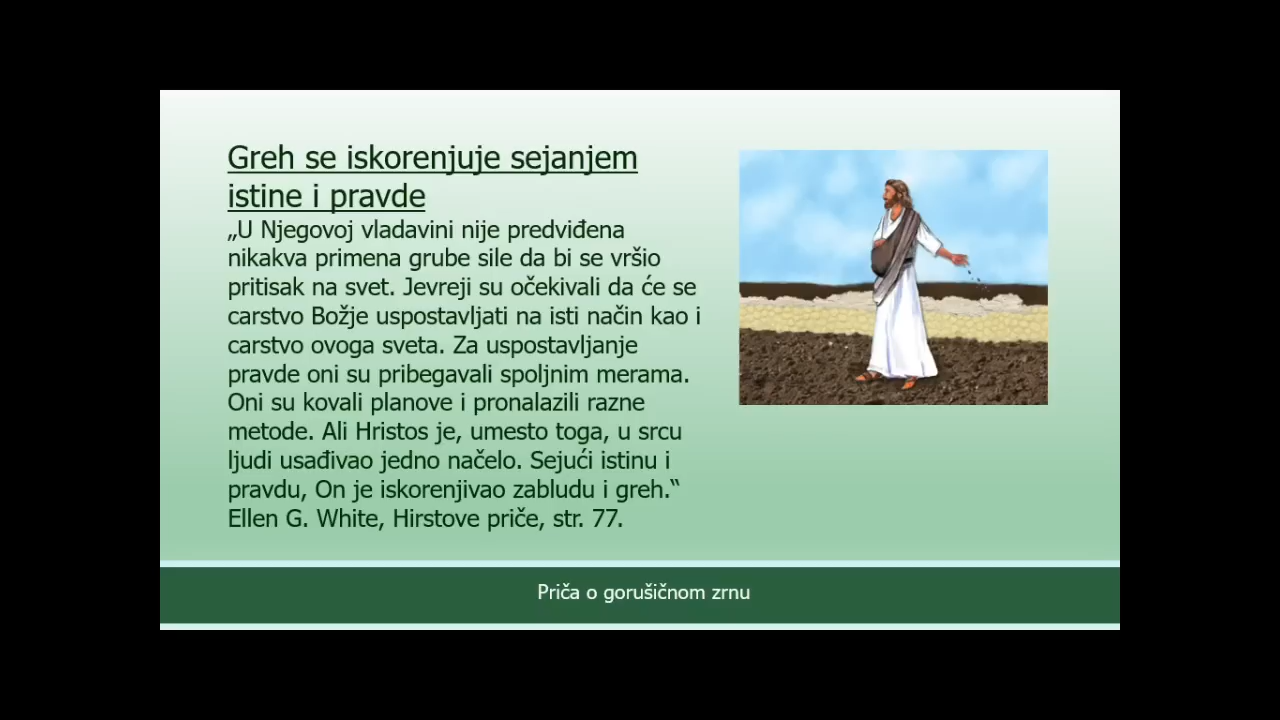 Greh se iskorenjuje sejanjem
istine i pravde
„U Njegovoj vladavini nije predviđena
nikakva primena grube sile da bi se vršio
pritisak na svet. Jevreji su očekivali da će se
carstvo Božje uspostavljati na isti način kao i
carstvo ovoga sveta. Za uspostavljanje
pravde oni su pribegavali spoljnim merama.
Oni su kovali planove i pronalazili razne
metode. Ali Hristos je, umesto toga, u srcu
ljudi usađivao jedno načelo. Sejući istinu i
pravdu, On je iskorenjivao zabludu i greh.“
Ellen G. White, Hirstove priče, str. 77.
Priča o gorušičnom zrnu